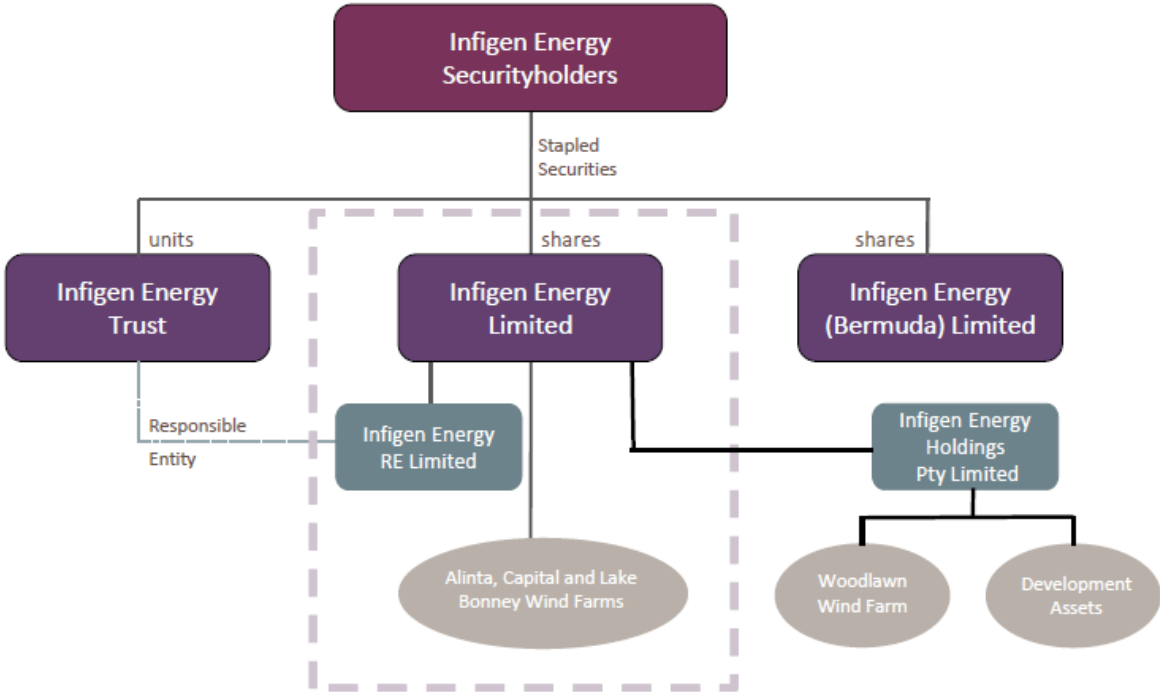 Infigen Energy
Securityholders
Stapled
Securities
units
shares
shares
Infigen Energy
Trust
Infigen Energy
Limited
Infigen Energy
(Bermuda) Limited
Responsible
Entity
Infigen Energy
RE Limited
Infigen Energy
Holdings
Pty Limited
Alinta, Capital and Lake
Bonney Wind Farms
Woodlawn
Wind Farm
Development
Assets